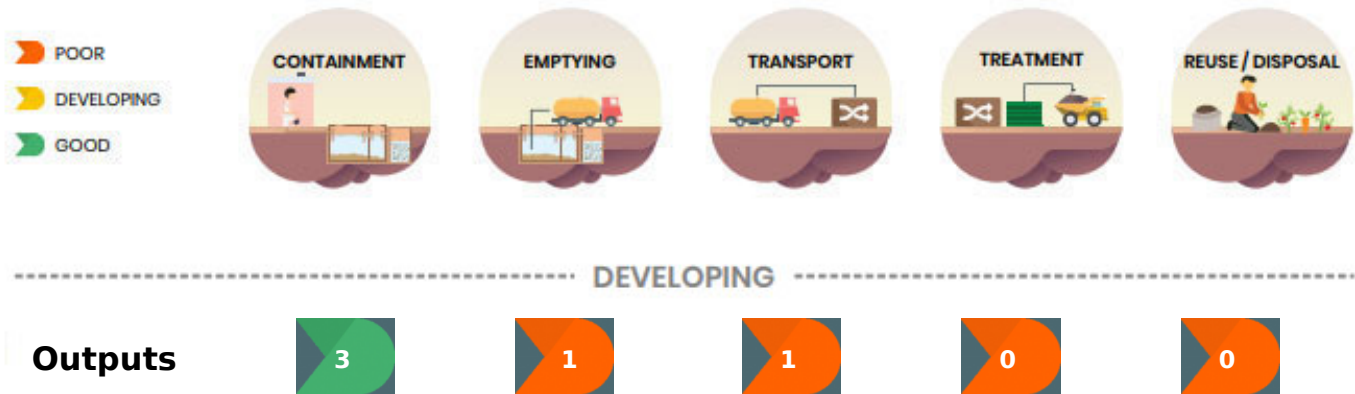 POOR
DEVELOPING
GOOD
CONTAINMENT
EMPTYING
TRANSPORT
TREATMENT
REUSE / DISPOSAL
DEVELOPING
Outputs 3 1 1 0 0